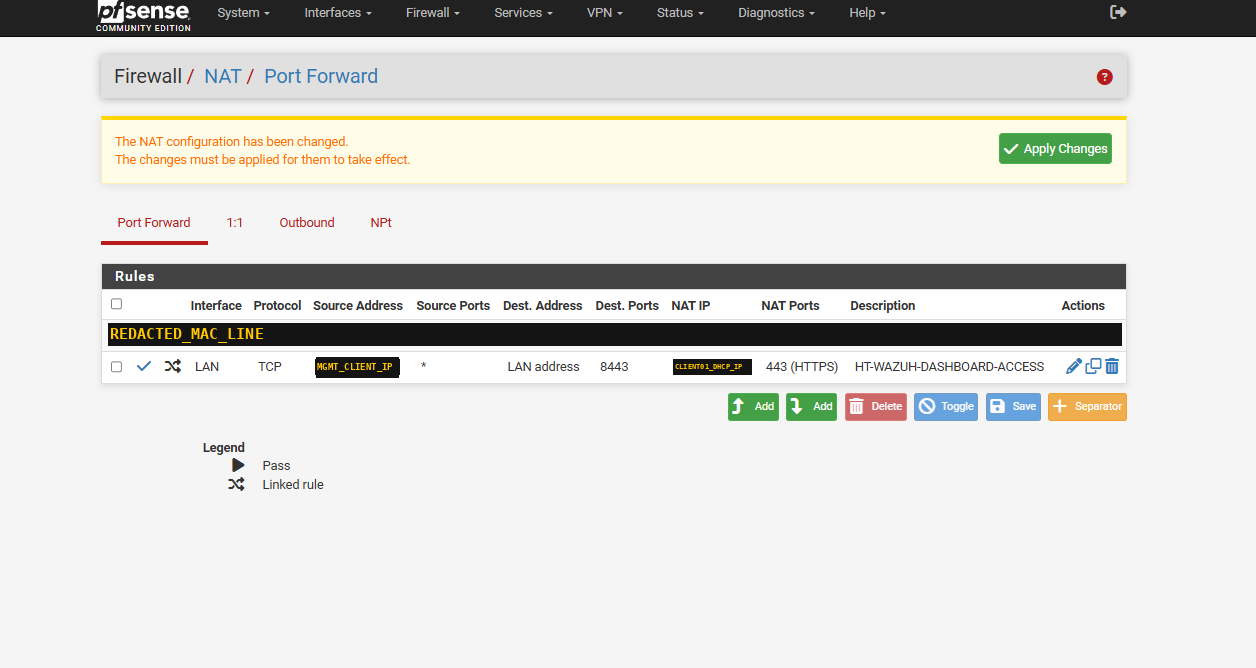 pfsense
COMMUNITY EDITION
System Interfaces Firewall Services VPN Status Diagnostics Help
Firewall / NAT / Port Forward
?
The NAT configuration has been changed.
The changes must be applied for them to take effect.
Apply Changes
Port Forward 1:1 Outbound NPt
Rules
Interface Protocol Source Address Source Ports Dest. Address Dest. Ports NAT IP NAT Ports Description Actions
REDACTED_MAC_LINE
LAN TCP MGMT_CLIENT_IP * LAN address 8443 CLIENT01_DHCP_IP 443 (HTTPS) HT-WAZUH-DASHBOARD-ACCESS
Add Add Delete Toggle Save Separator
Legend
Pass
Linked rule